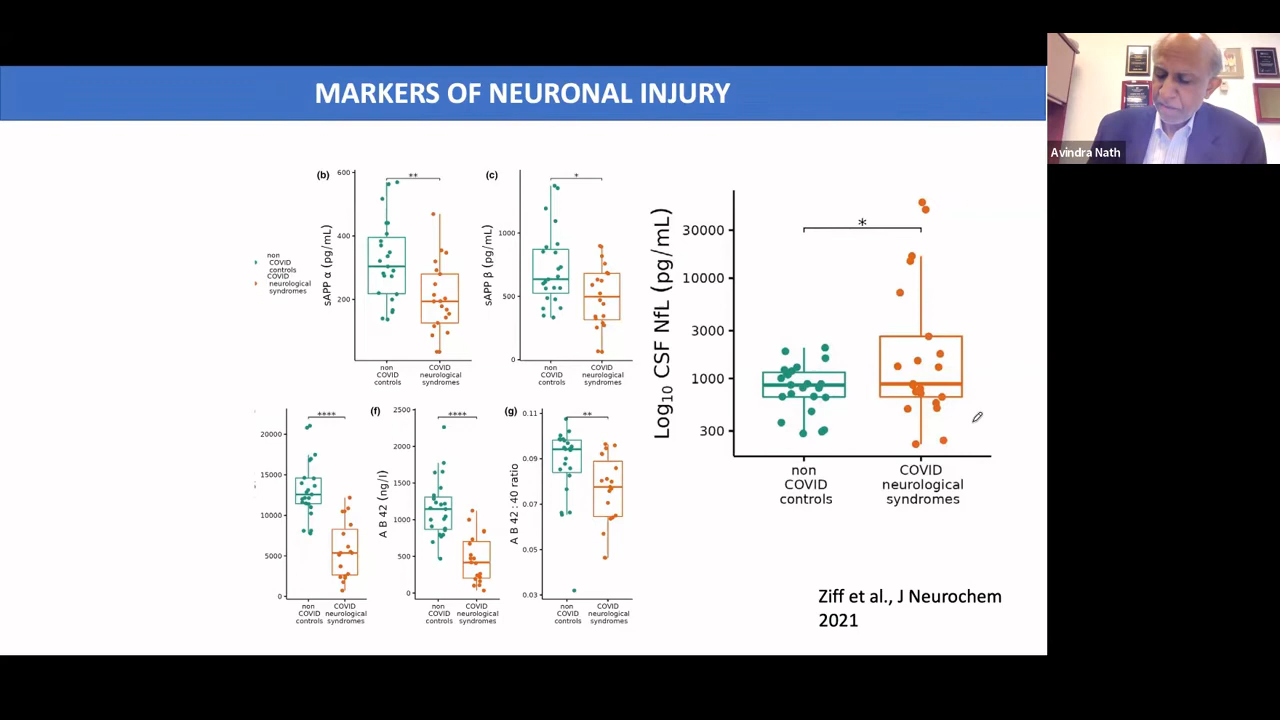 MARKERS OF NEURONAL INJURY
Avindra Nath
non
COVID
controls
COVID
neurological
syndromes
(b)
**
sAPP α (pg/mL)
600
400
200
non
COVID
controls
COVID
neurological
syndromes
(c)
*
sAPP β (pg/mL)
1000
500
0
non
COVID
controls
COVID
neurological
syndromes
*
Log10 CSF NfL (pg/mL)
30000
10000
3000
1000
300
non
COVID
controls
COVID
neurological
syndromes
****
20000
15000
10000
5000
0
non
COVID
controls
COVID
neurological
syndromes
(f)
****
A B 42 (ng/l)
2500
2000
1500
1000
500
0
non
COVID
controls
COVID
neurological
syndromes
(g)
**
A B 42 : 40 ratio
0.11
0.09
0.07
0.05
0.03
non
COVID
controls
COVID
neurological
syndromes
Ziff et al., J Neurochem
2021